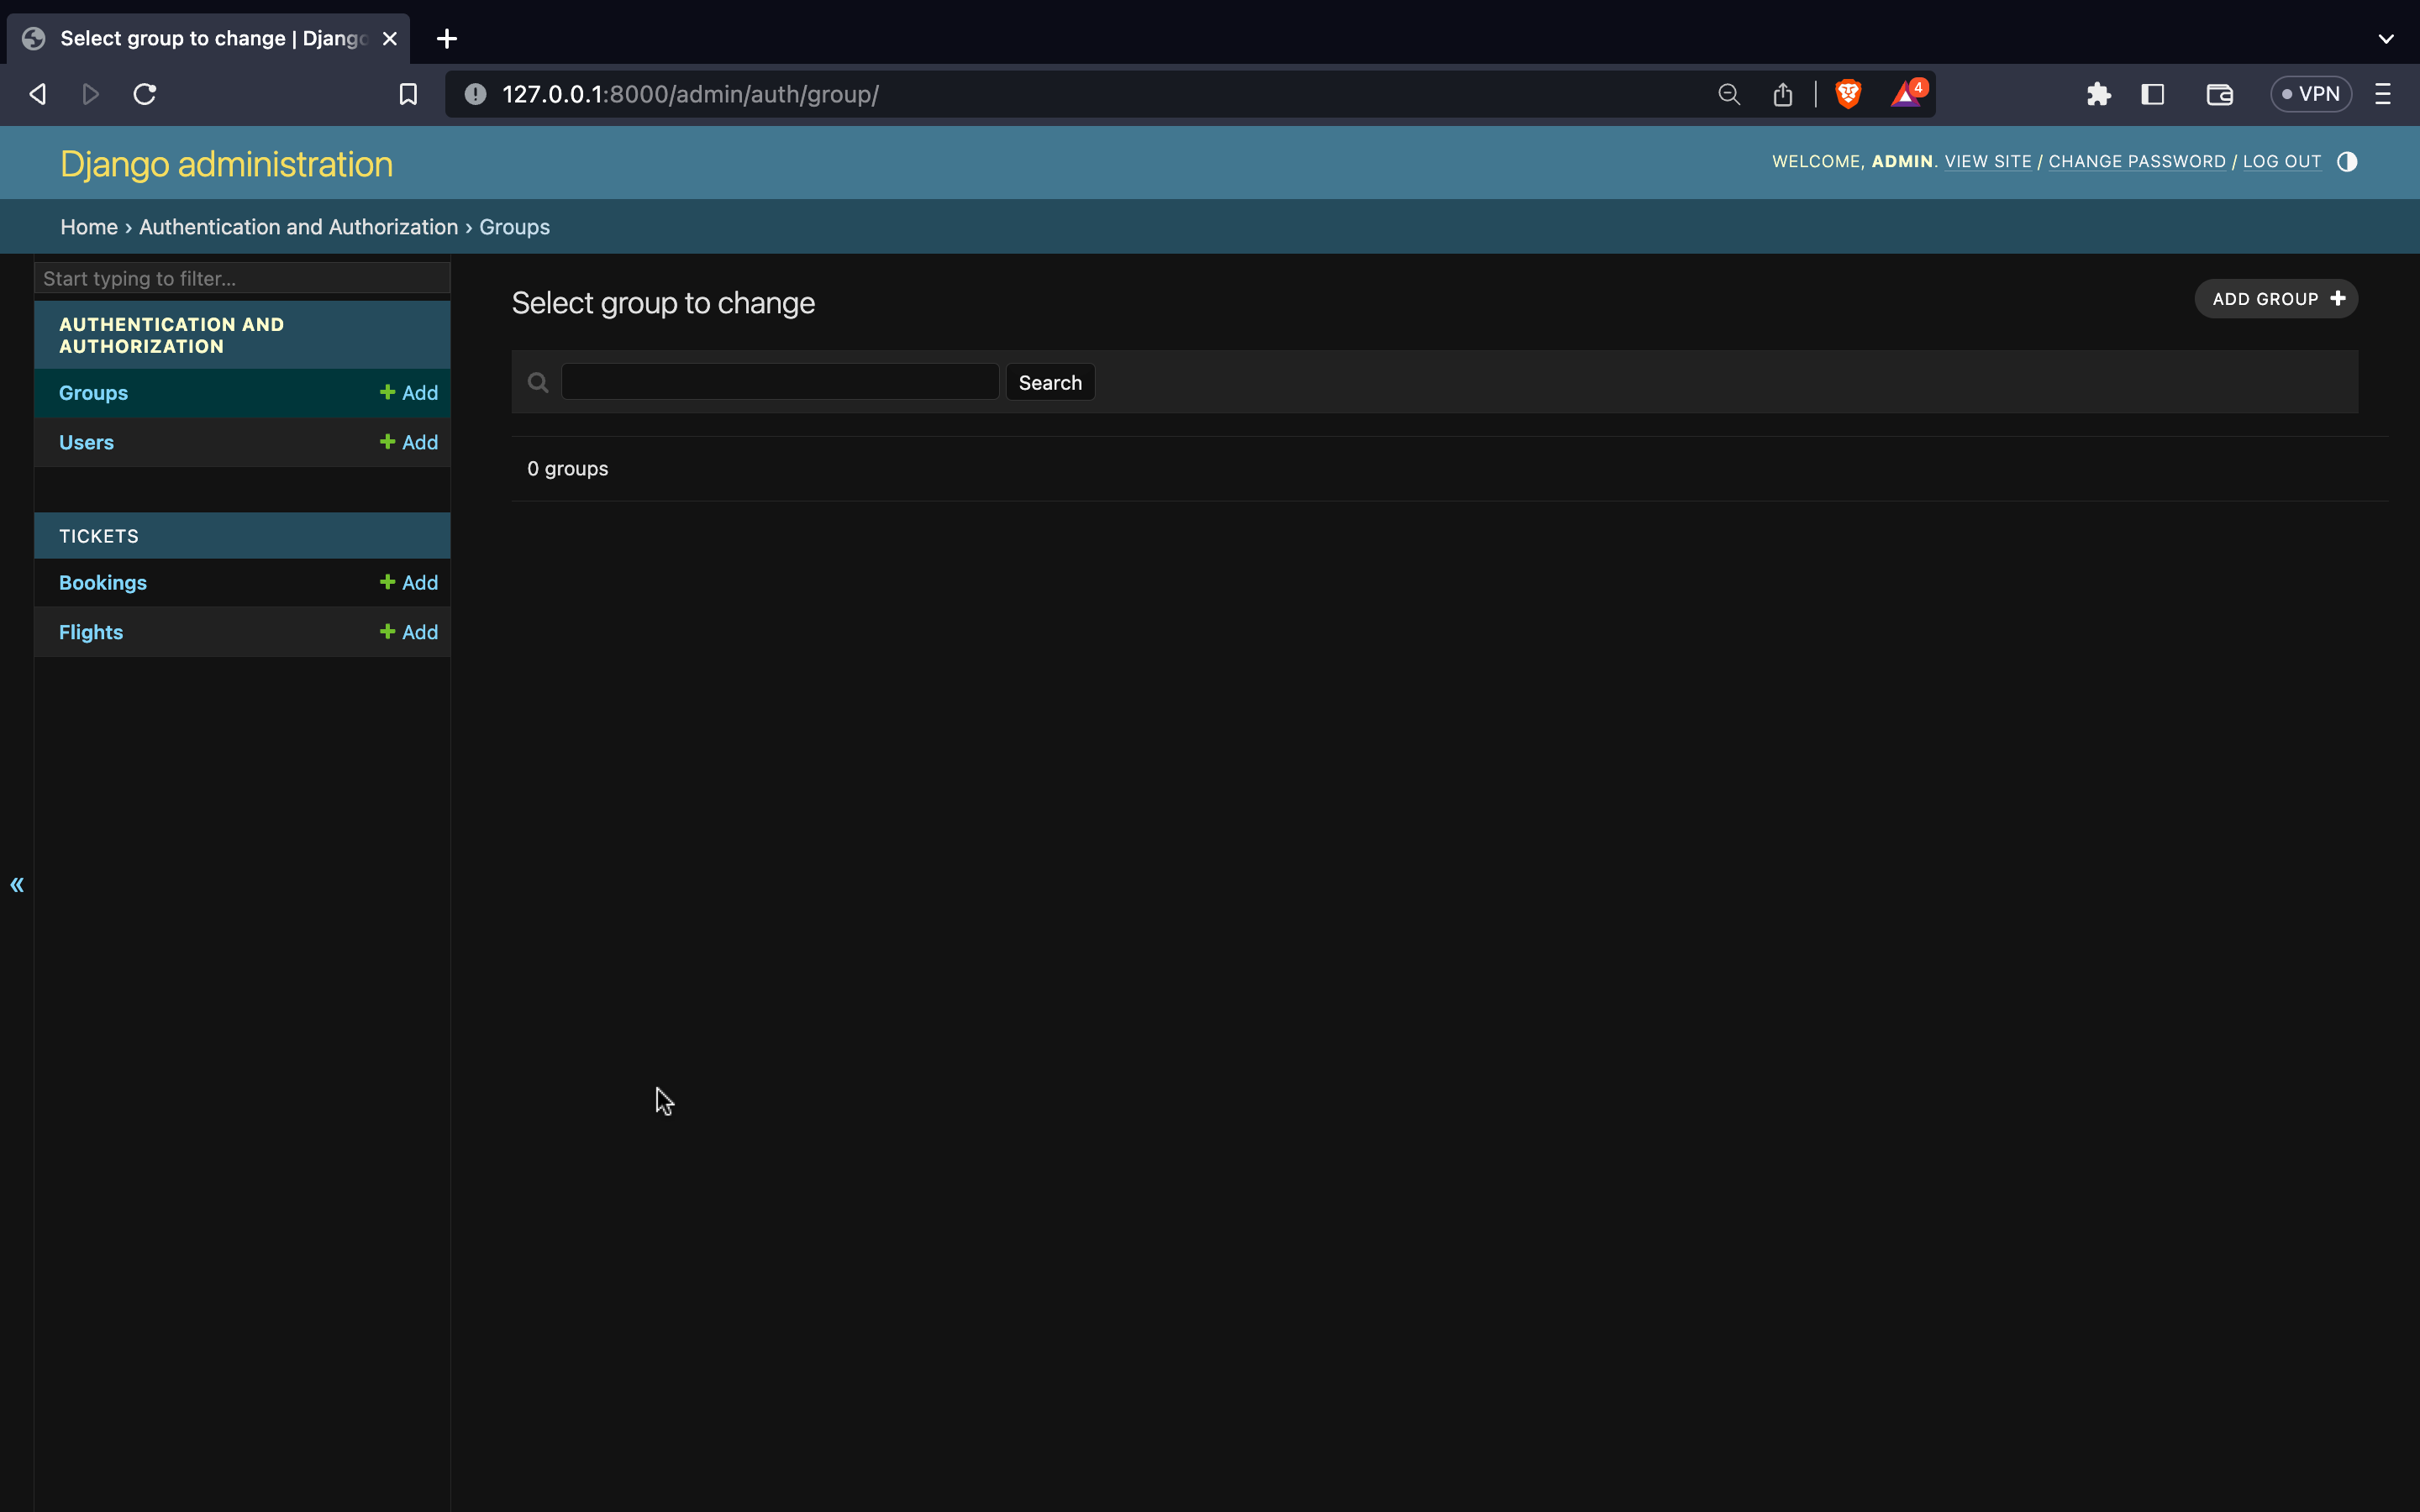 Select group to change | Django
127.0.0.1:8000/admin/auth/group/
4
VPN
Django administration
WELCOME, ADMIN. VIEW SITE / CHANGE PASSWORD / LOG OUT
Home › Authentication and Authorization › Groups
Start typing to filter...
AUTHENTICATION AND
AUTHORIZATION
Groups + Add
Users + Add
TICKETS
Bookings + Add
Flights + Add
«
Select group to change
ADD GROUP +
Search
0 groups